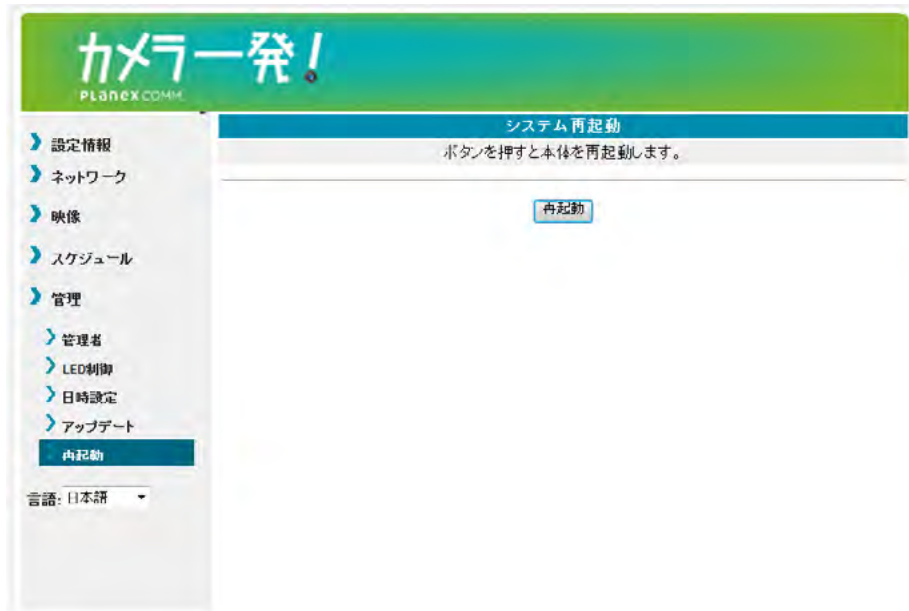 カメラ一発!
PLANEX COMM.
設定情報
ネットワーク
映像
スケジュール
管理
管理者
LED制御
日時設定
アップデート
再起動
言語: 日本語
システム再起動
ボタンを押すと本体を再起動します。
再起動